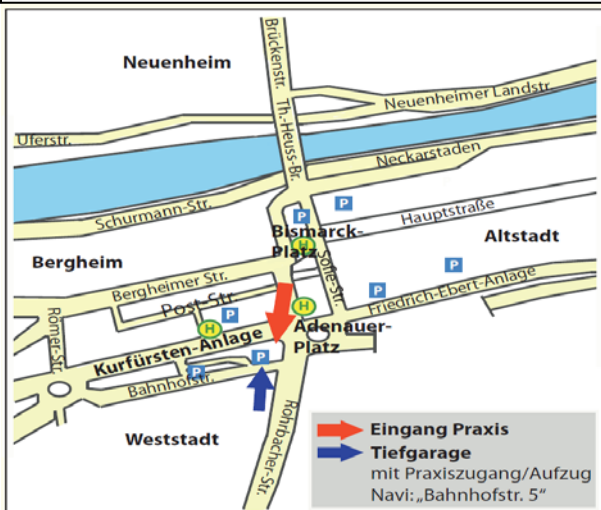 Neuenheim
Brückenstr.
Th.-Heuss-Br.
Neuenheimer Landstr.
Uferstr.
Neckarstaden
Schurmann-Str.
Hauptstraße
P
P
Bismarck-
Platz
H
Sofie-Str.
Altstadt
Bergheim
P
Bergheimer Str.
Post-Str.
P
Friedrich-Ebert-Anlage
Römer-Str.
H
P
H
Adenauer-
Platz
Kurfürsten-Anlage
P
P
Bahnhofstr.
Rohrbacher-Str.
Weststadt
Eingang Praxis
Tiefgarage
mit Praxiszugang/Aufzug
Navi: „Bahnhofstr. 5“